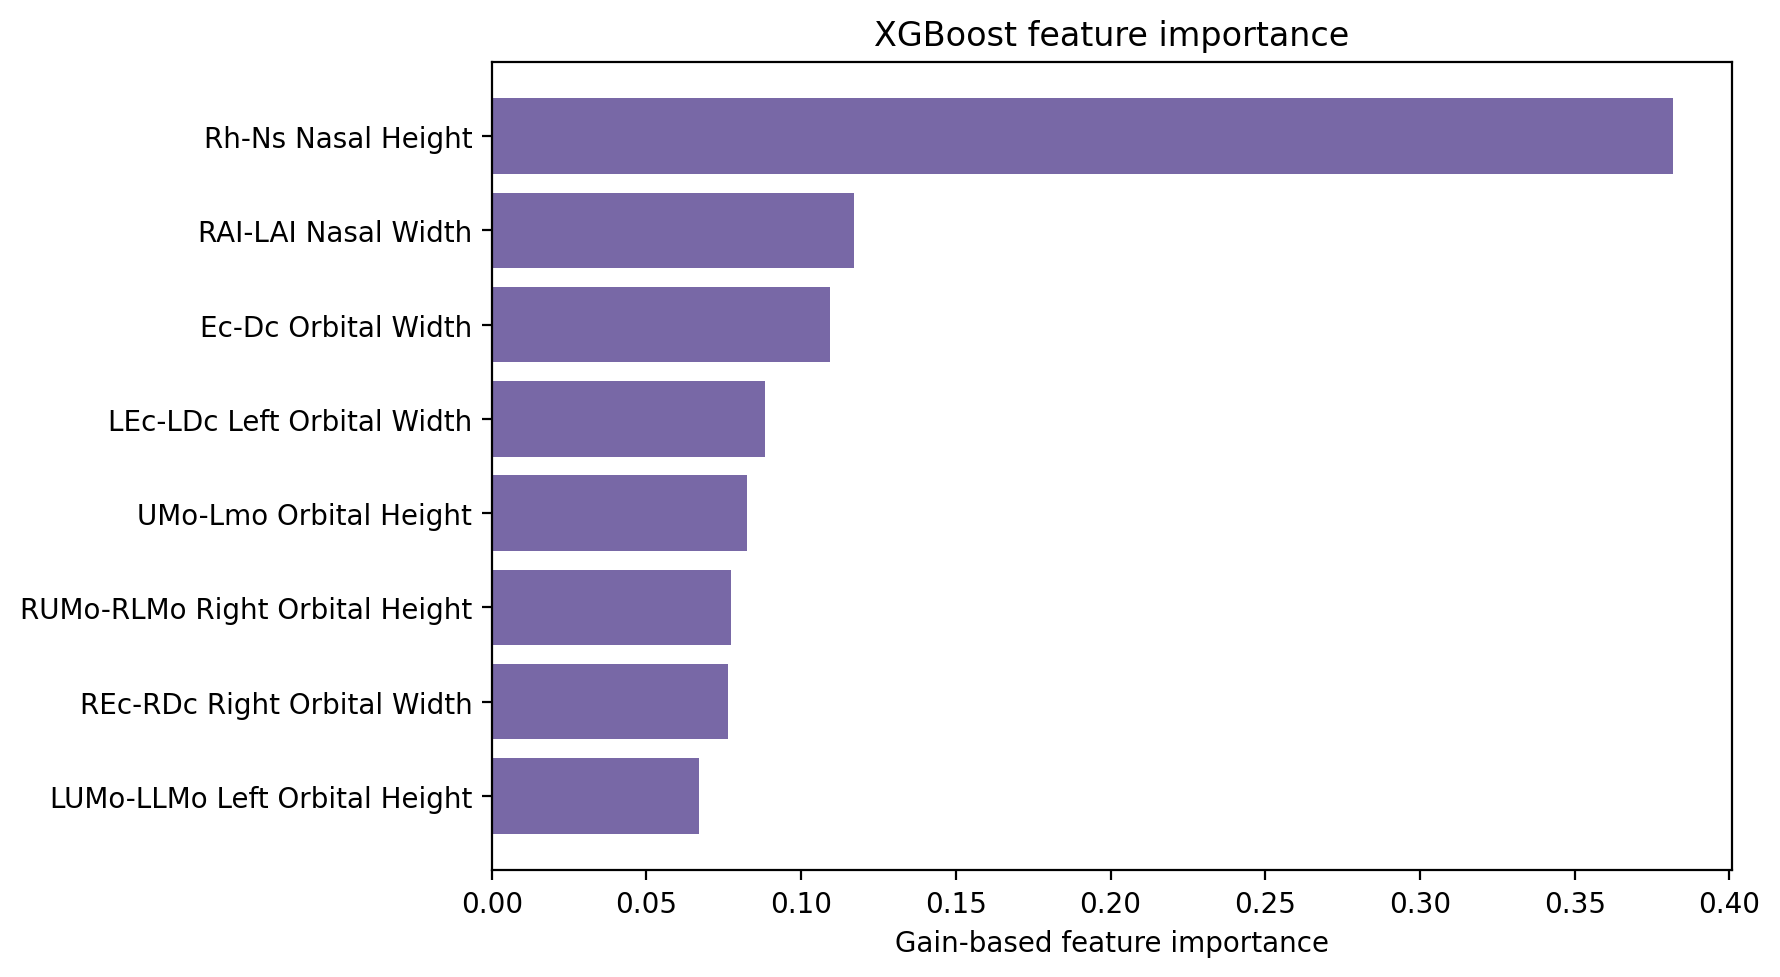 XGBoost feature importance
Rh-Ns Nasal Height
RAI-LAI Nasal Width
Ec-Dc Orbital Width
LEc-LDc Left Orbital Width
UMo-Lmo Orbital Height
RUMo-RLMo Right Orbital Height
REc-RDc Right Orbital Width
LUMo-LLMo Left Orbital Height
0.00 0.05 0.10 0.15 0.20 0.25 0.30 0.35 0.40
Gain-based feature importance